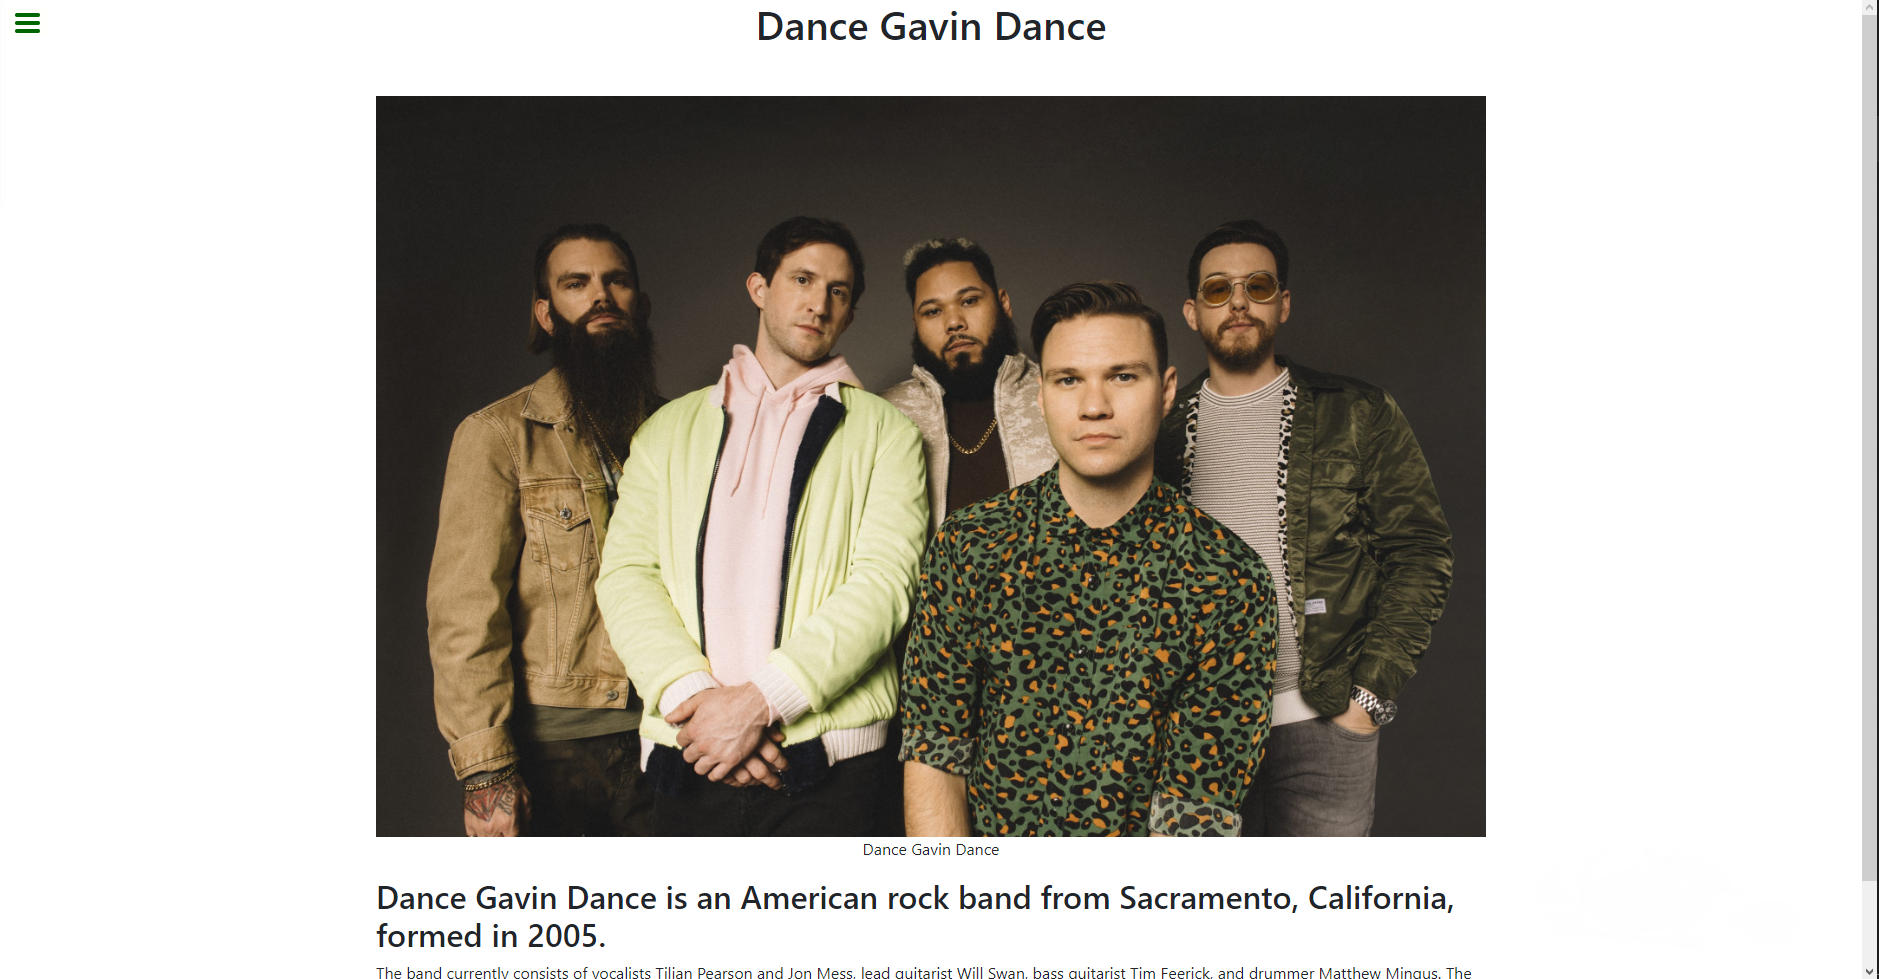 Dance Gavin Dance
Dance Gavin Dance
Dance Gavin Dance is an American rock band from Sacramento, California,
formed in 2005.
The band currently consists of vocalists Tilian Pearson and Jon Mess, lead guitarist Will Swan, bass guitarist Tim Feerick, and drummer Matthew Mingus. The